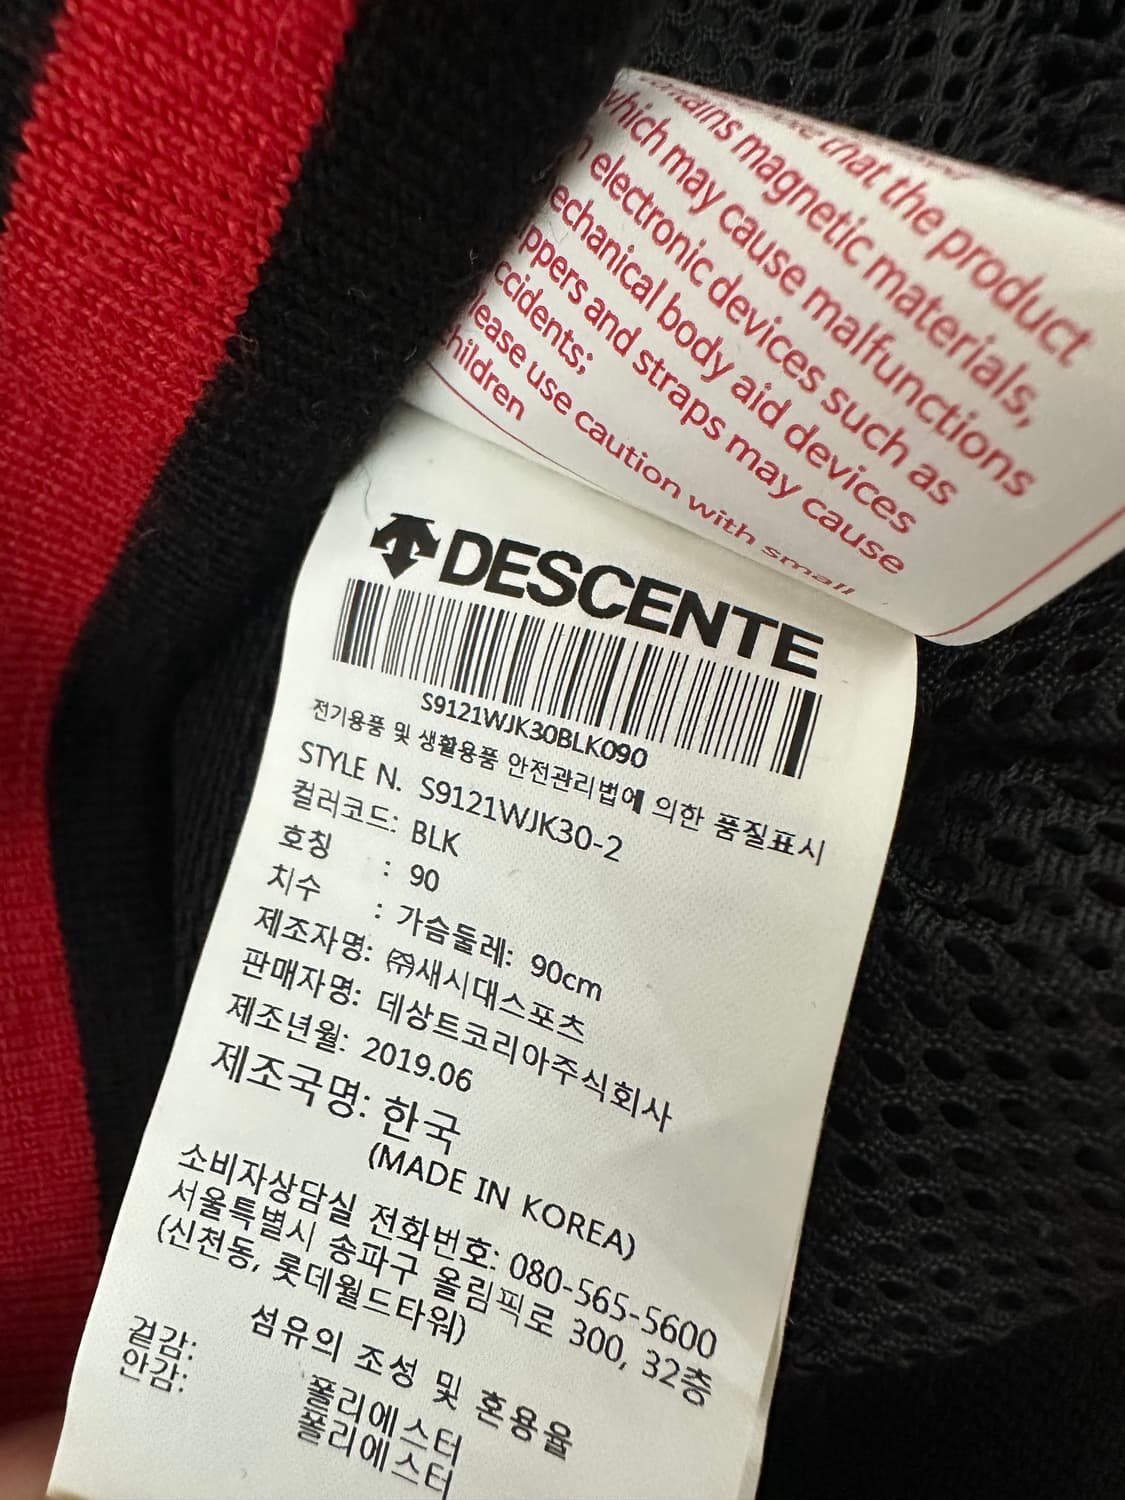 that the product
magnetic materials,
which may cause malfunctions
electronic devices such as
mechanical body aid devices
and straps may cause
accidents;
Please use caution with small
children
DESCENTE
S9121WJK30BLK090
전기용품 및 생활용품 안전관리법에 의한 품질표시
STYLE N. S9121WJK30-2
컬러코드: BLK
호칭 : 90
치수 : 가슴둘레: 90cm
제조자명: ㈜새시대스포츠
판매자명: 데상트코리아주식회사
제조년월: 2019.06
제조국명: 한국
(MADE IN KOREA)
소비자상담실 전화번호: 080-565-5600
서울특별시 송파구 올림픽로 300, 32층
(신천동, 롯데월드타워)
섬유의 조성 및 혼용율
겉감: 폴리에스터
안감: 폴리에스터